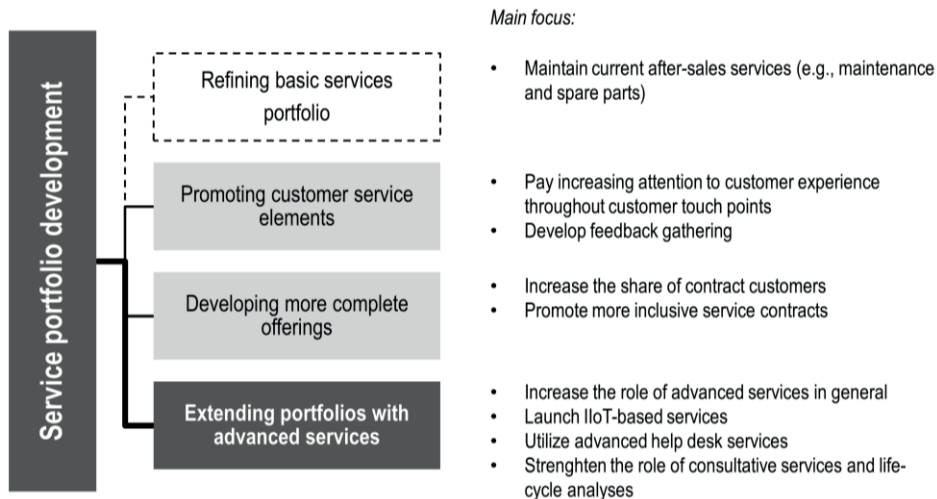 Main focus:
Service portfolio development
Refining basic services
portfolio
• Maintain current after-sales services (e.g., maintenance
and spare parts)
Promoting customer service
elements
• Pay increasing attention to customer experience
throughout customer touch points
• Develop feedback gathering
Developing more complete
offerings
• Increase the share of contract customers
• Promote more inclusive service contracts
Extending portfolios with
advanced services
• Increase the role of advanced services in general
• Launch IIoT-based services
• Utilize advanced help desk services
• Strenghten the role of consultative services and life-
cycle analyses